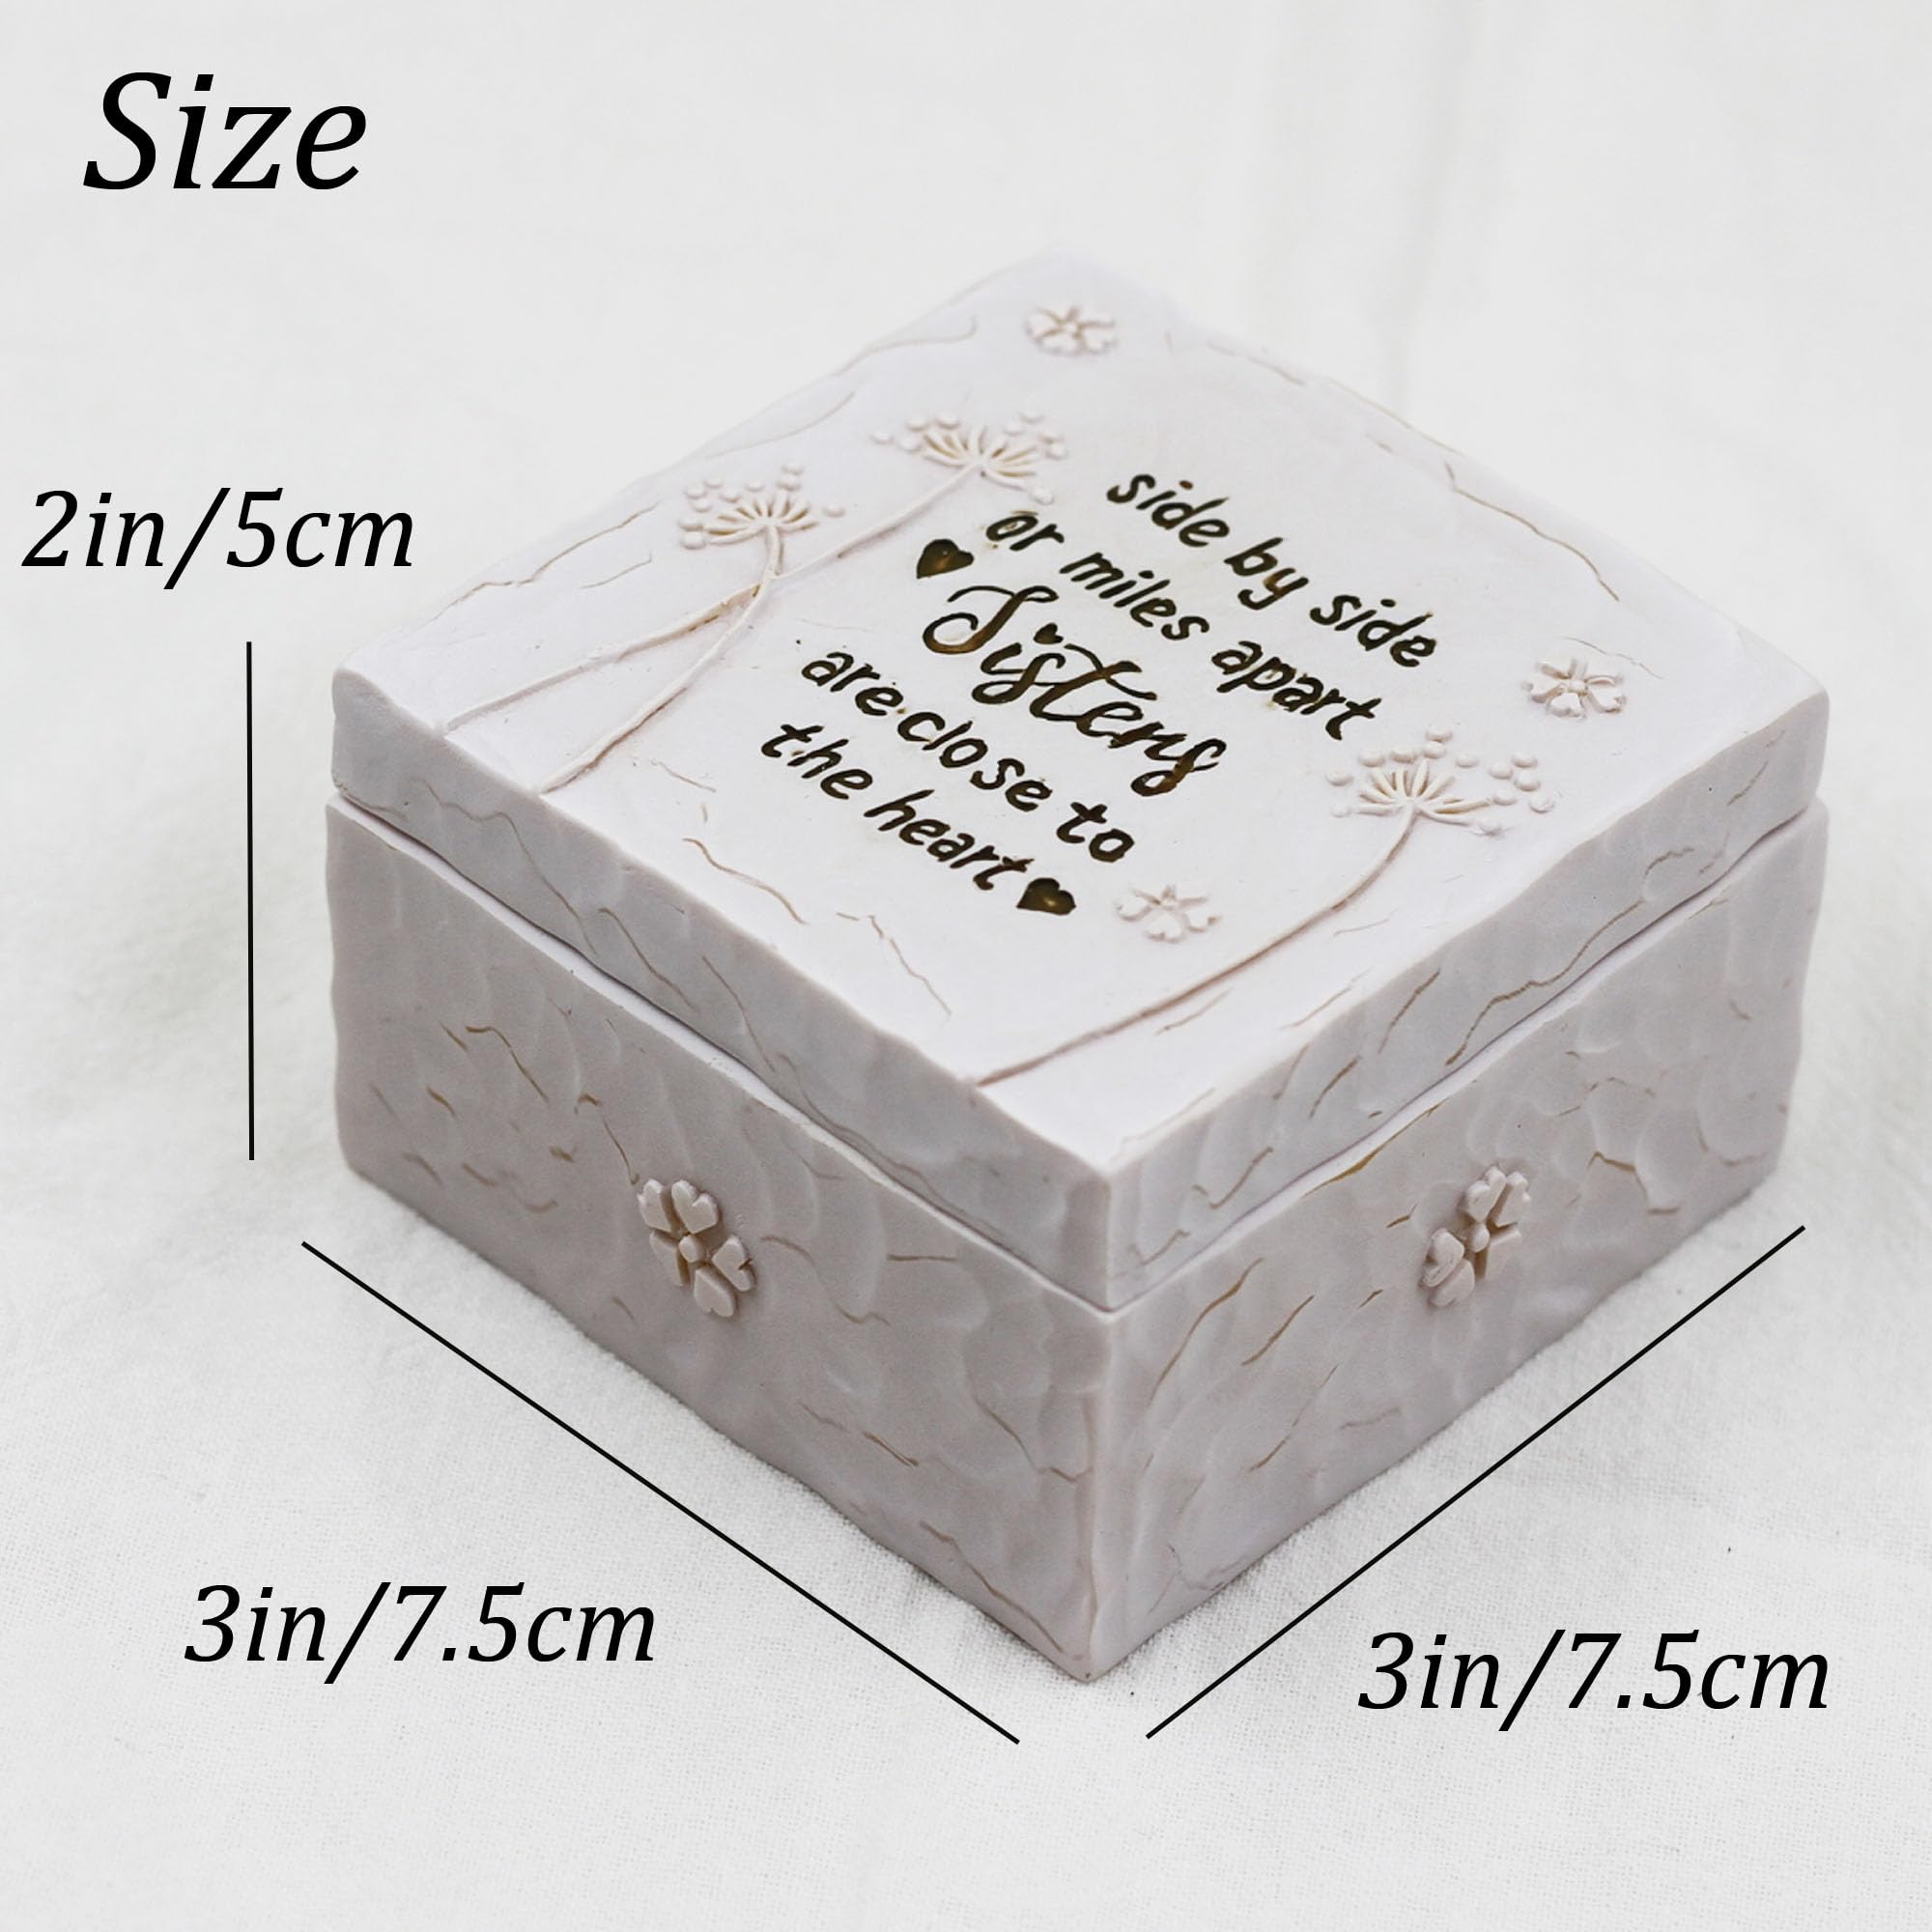 Size
2in/5cm
side by side
or miles apart
Sisters
are close to
the heart
3in/7.5cm
3in/7.5cm